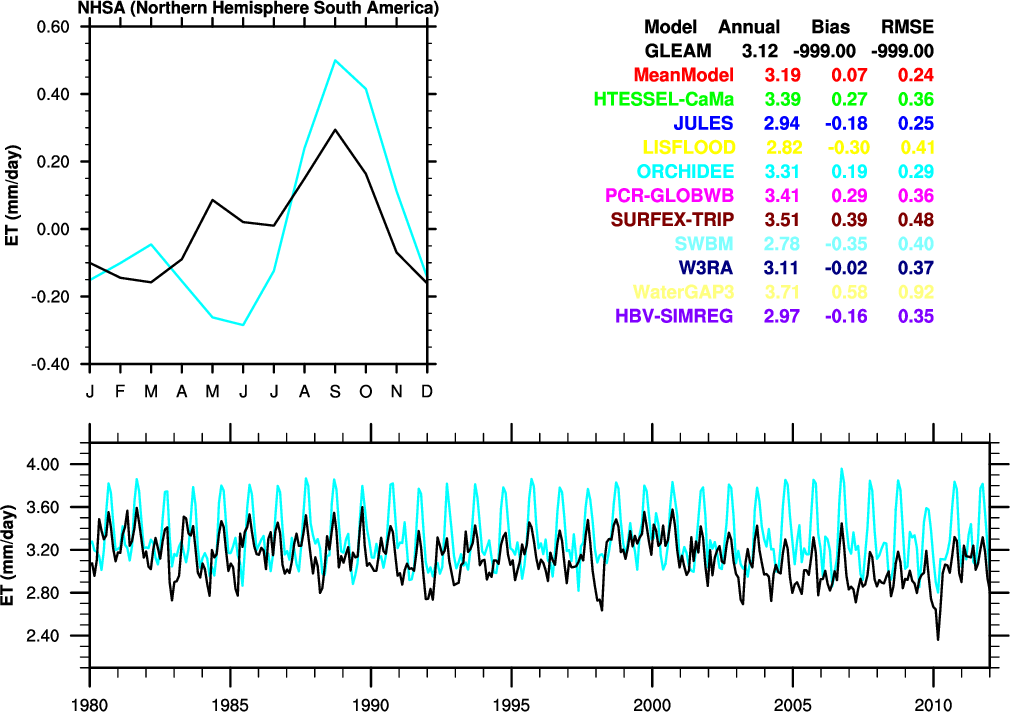 NHSA (Northern Hemisphere South America)
0.60
0.40
0.20
0.00
-0.20
-0.40
ET (mm/day)
J F M A M J J A S O N D
Model Annual Bias RMSE
GLEAM 3.12 -999.00 -999.00
MeanModel 3.19 0.07 0.24
HTESSEL-CaMa 3.39 0.27 0.36
JULES 2.94 -0.18 0.25
LISFLOOD 2.82 -0.30 0.41
ORCHIDEE 3.31 0.19 0.29
PCR-GLOBWB 3.41 0.29 0.36
SURFEX-TRIP 3.51 0.39 0.48
SWBM 2.78 -0.35 0.40
W3RA 3.11 -0.02 0.37
WaterGAP3 3.71 0.58 0.92
HBV-SIMREG 2.97 -0.16 0.35
4.00
3.60
3.20
2.80
2.40
ET (mm/day)
1980 1985 1990 1995 2000 2005 2010